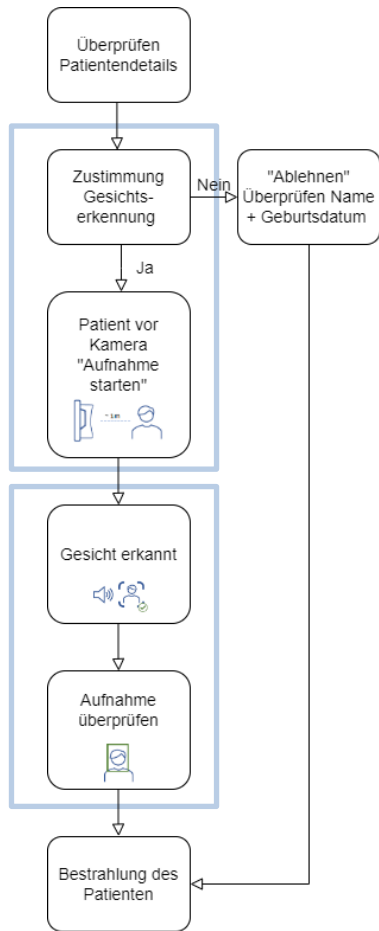 Überprüfen
Patientendetails
Zustimmung
Gesichts-
erkennung
Nein
"Ablehnen"
Überprüfen Name
+ Geburtsdatum
Ja
Patient vor
Kamera
"Aufnahme
starten"
~ 1m
Gesicht erkannt
Aufnahme
überprüfen
Bestrahlung des
Patienten